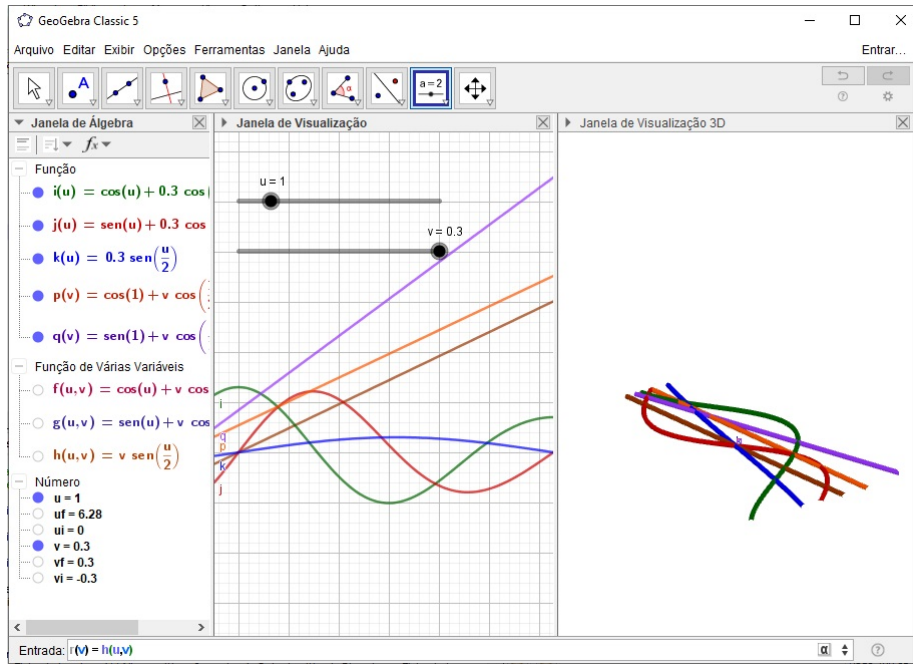 GeoGebra Classic 5
Arquivo Editar Exibir Opções Ferramentas Janela Ajuda Entrar...
A
α
a = 2
Janela de Álgebra
Janela de Visualização
Janela de Visualização 3D
fx
Função
i(u) = cos(u) + 0.3 cos(
j(u) = sen(u) + 0.3 cos
k(u) = 0.3 sen(u/2)
p(v) = cos(1) + v cos(
q(v) = sen(1) + v cos(
Função de Várias Variáveis
f(u,v) = cos(u) + v cos
g(u,v) = sen(u) + v cos
h(u,v) = v sen(u/2)
Número
u = 1
uf = 6.28
ui = 0
v = 0.3
vf = 0.3
vi = -0.3
u = 1
v = 0.3
i
q
p
k
j
Entrada: r(v) = h(u,v)
α